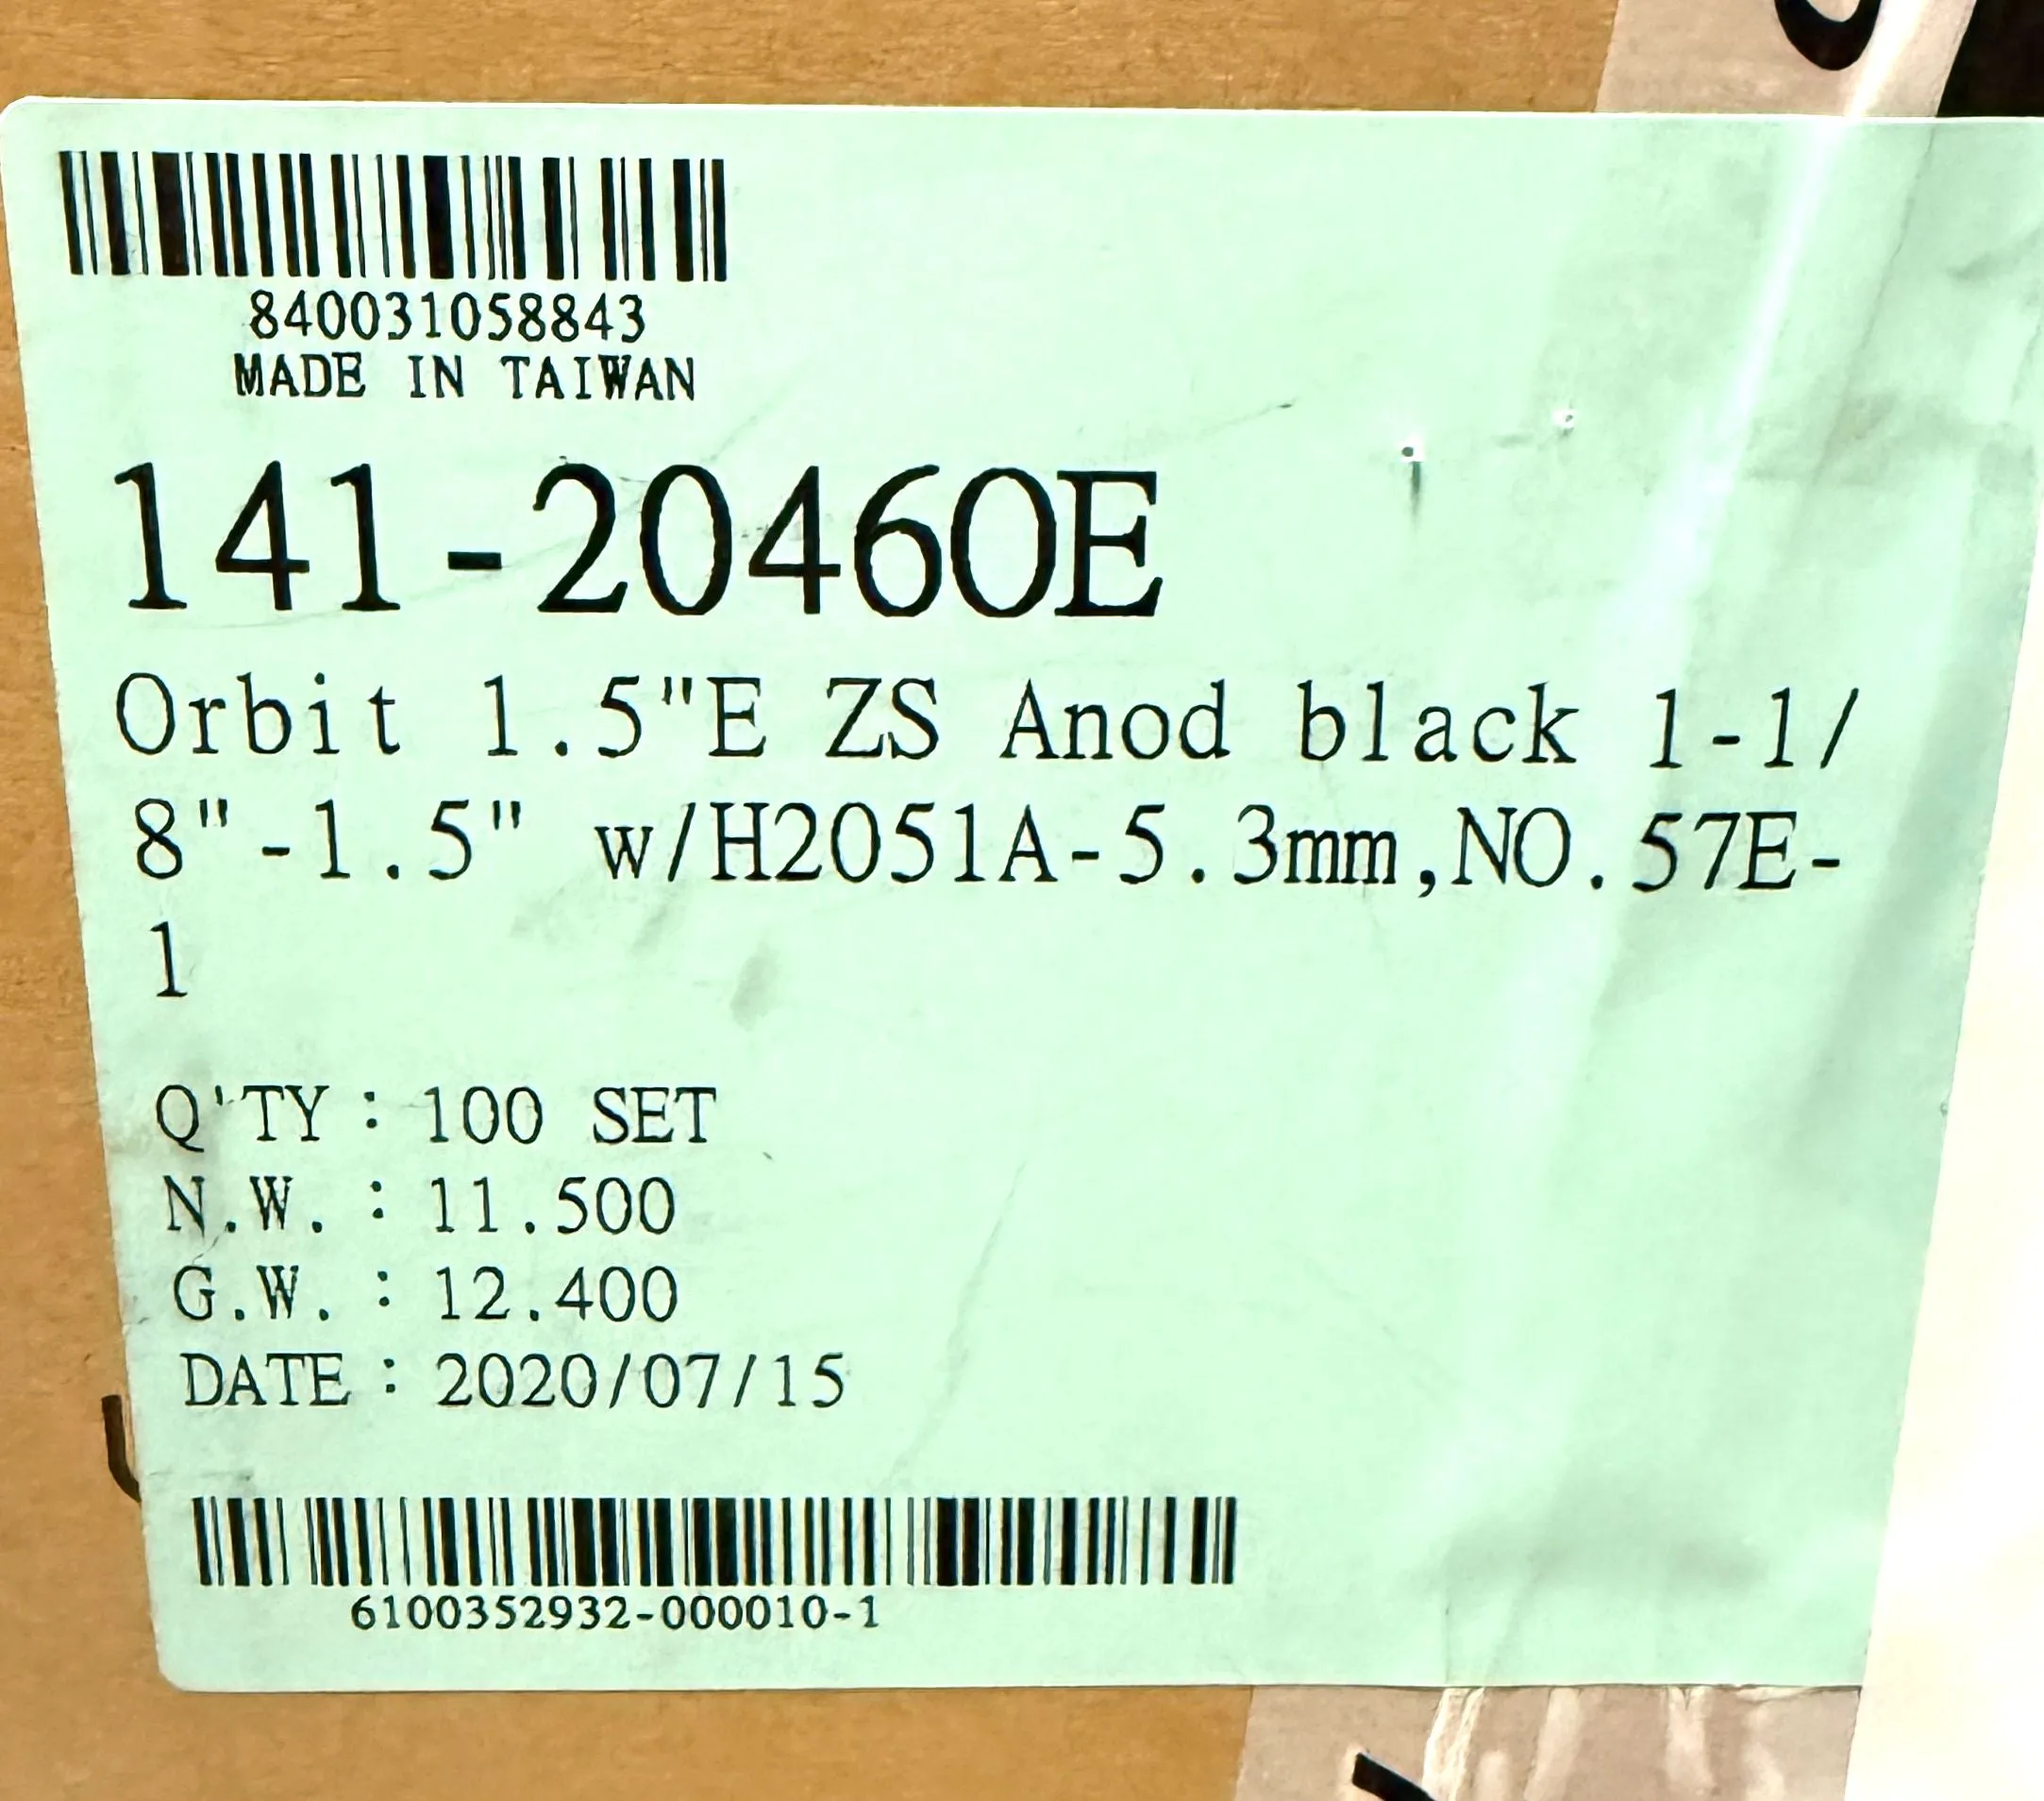 840031058843
MADE IN TAIWAN
141-20460E
Orbit 1.5"E ZS Anod black 1-1/
8"-1.5" w/H2051A-5.3mm,NO.57E-
1
Q'TY : 100 SET
N.W. : 11.500
G.W. : 12.400
DATE : 2020/07/15
6100352932-000010-1